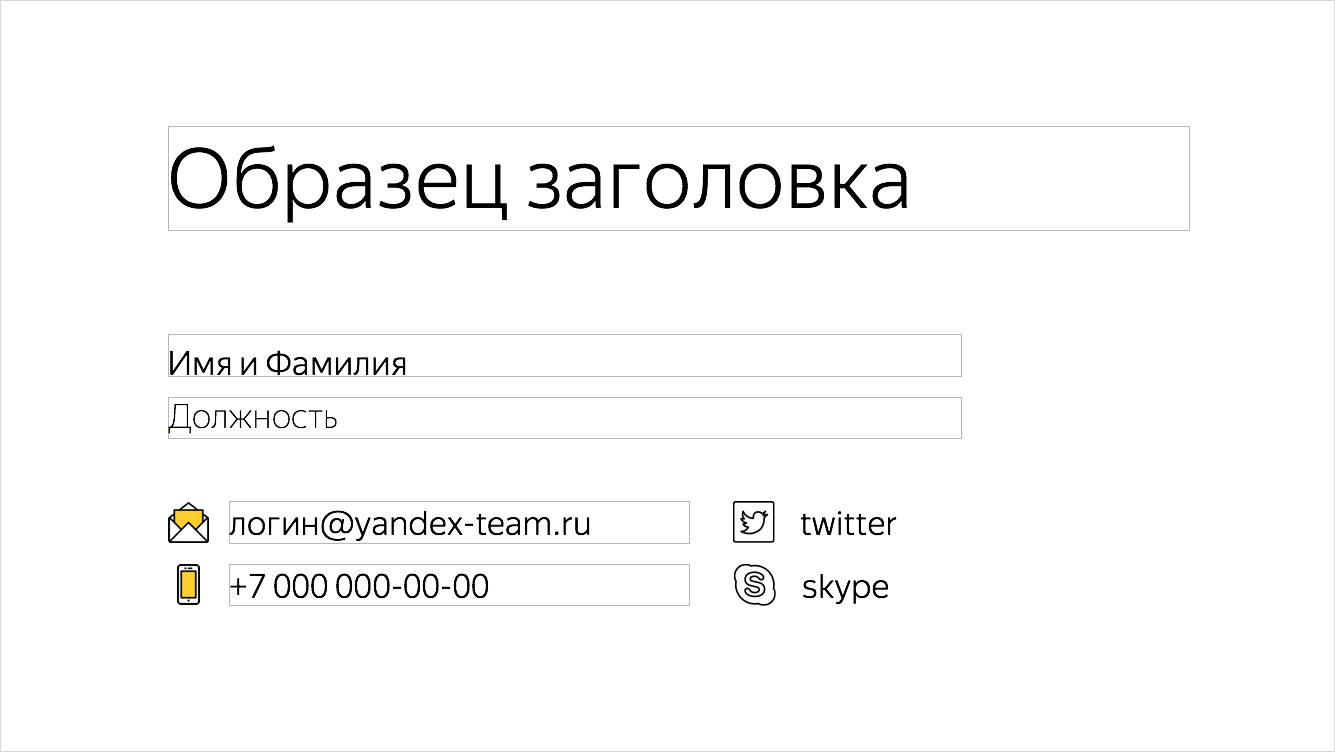 Образец заголовка
Имя и Фамилия
Должность
логин@yandex-team.ru
twitter
+7 000 000-00-00
skype